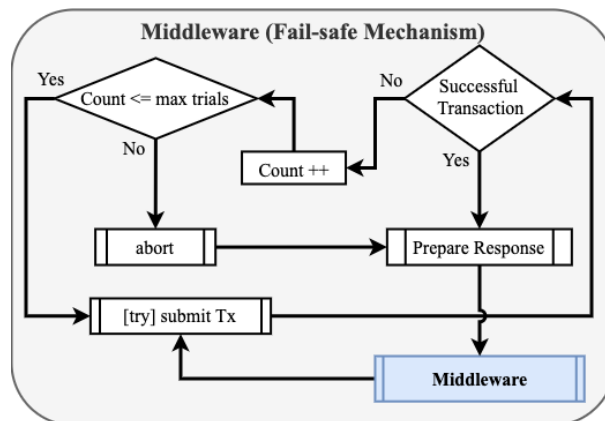 Middleware (Fail-safe Mechanism)
Yes
Count <= max trials
No
Successful
Transaction
No
Count ++
Yes
abort
Prepare Response
[try] submit Tx
Middleware